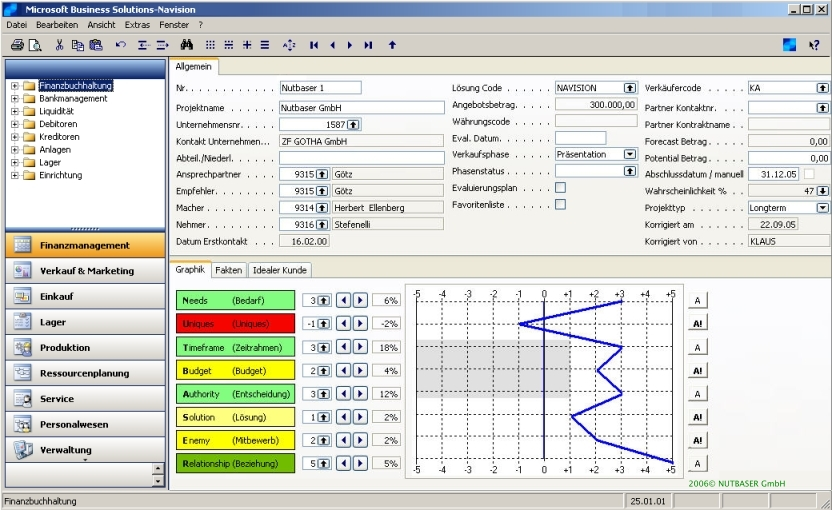 Microsoft Business Solutions-Navision
Datei Bearbeiten Ansicht Extras Fenster ?
Finanzbuchhaltung
Bankmanagement
Liquidität
Debitoren
Kreditoren
Anlagen
Lager
Einrichtung
Finanzmanagement
Verkauf & Marketing
Einkauf
Lager
Produktion
Ressourcenplanung
Service
Personalwesen
Verwaltung
Allgemein
Nr. . . . . . . . . . . Nutbaser 1
Projektname . . . . . . Nutbaser GmbH
Unternehmensnr. . . . . 1587
Kontakt Unternehmen... ZF GOTHA GmbH
Abteil./Niederl. . . . .
Ansprechpartner . . . . 9315 Götz
Empfehler. . . . . . . . 9315 Götz
Macher . . . . . . . . . 9314 Herbert Ellenberg
Nehmer . . . . . . . . . 9316 Stefenelli
Datum Erstkontakt . . . 16.02.00
Lösung Code . . . . . . NAVISION
Angebotsbetrag. . . . . 300.000,00
Währungscode . . . . .
Eval. Datum. . . . . . .
Verkaufsphase . . . . . Präsentation
Phasenstatus . . . . . .
Evaluierungsplan . . . .
Favoritenliste . . . . .
Verkäufercode . . . . . KA
Partner Kontaktnr. . . .
Partner Kontraktname . .
Forecast Betrag. . . . . 0,00
Potential Betrag . . . . 0,00
Abschlussdatum / manuell 31.12.05
Wahrscheinlichkeit % . . 47
Projekttyp . . . . . . . Longterm
Korrigiert am . . . . . 22.09.05
Korrigiert von . . . . . KLAUS
Graphik Fakten Idealer Kunde
-5 -4 -3 -2 -1 0 +1 +2 +3 +4 +5
Needs (Bedarf) 3 6% A
Uniques (Uniques) -1 -2% A!
Timeframe (Zeitrahmen) 3 18% A
Budget (Budget) 2 4% A!
Authority (Entscheidung) 3 12% A
Solution (Lösung) 1 2% A!
Enemy (Mitbewerb) 2 2% A!
Relationship (Beziehung) 5 5% A
-5 -4 -3 -2 -1 0 +1 +2 +3 +4 +5
2006© NUTBASER GmbH
Finanzbuchhaltung 25.01.01